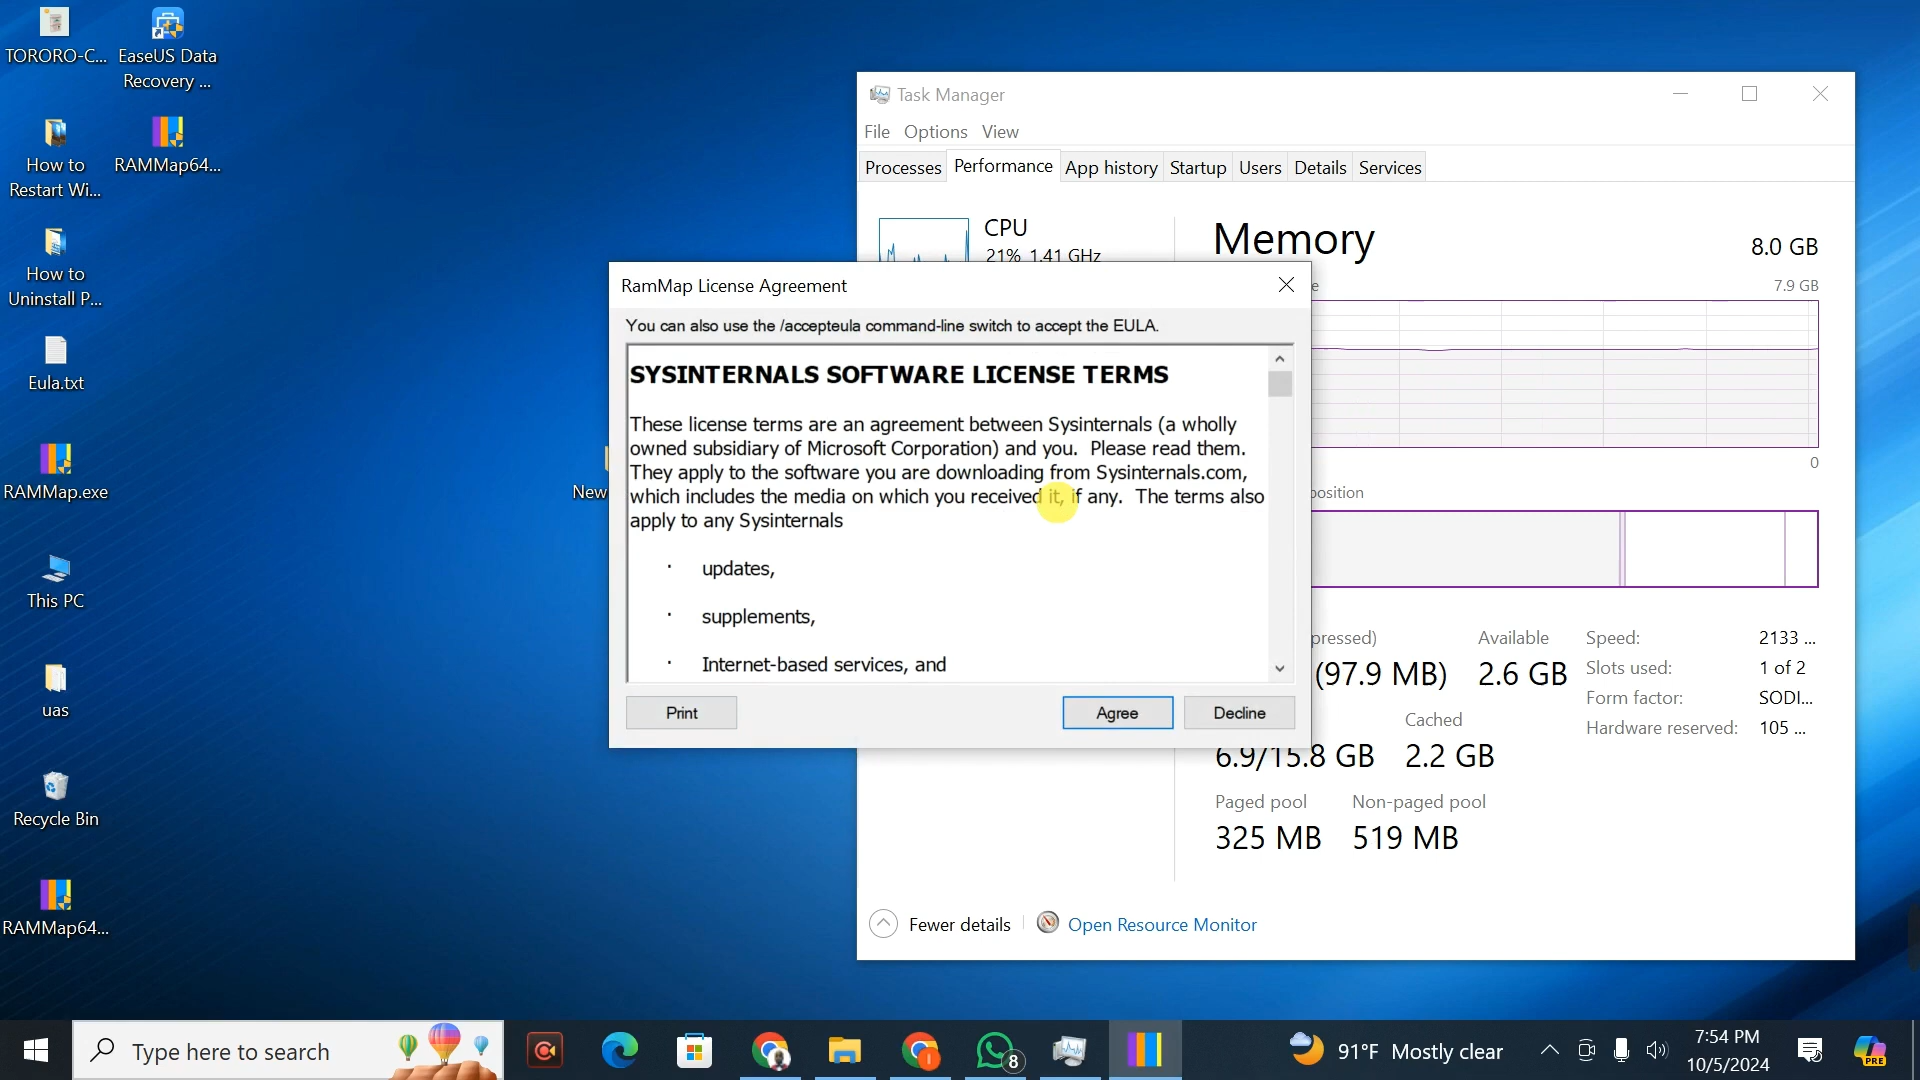 TORORO-C...
EaseUS Data
Recovery ...
How to
Restart Wi...
RAMMap64...
How to
Uninstall P...
Eula.txt
RAMMap.exe
This PC
uas
Recycle Bin
RAMMap64...
New
Task Manager
File Options View
Processes Performance App history Startup Users Details Services
CPU
21% 1.41 GHz
Memory
8.0 GB
e
7.9 GB
0
position
RamMap License Agreement
You can also use the /accepteula command-line switch to accept the EULA.
SYSINTERNALS SOFTWARE LICENSE TERMS
These license terms are an agreement between Sysinternals (a wholly
owned subsidiary of Microsoft Corporation) and you. Please read them.
They apply to the software you are downloading from Sysinternals.com,
which includes the media on which you received it, if any. The terms also
apply to any Sysinternals
· updates,
· supplements,
· Internet-based services, and
Print Agree Decline
pressed) Available
(97.9 MB) 2.6 GB
Cached
6.9/15.8 GB 2.2 GB
Paged pool Non-paged pool
325 MB 519 MB
Speed: 2133 ...
Slots used: 1 of 2
Form factor: SODI...
Hardware reserved: 105 ...
Fewer details Open Resource Monitor
Type here to search
8
91°F Mostly clear
7:54 PM
10/5/2024
PRE